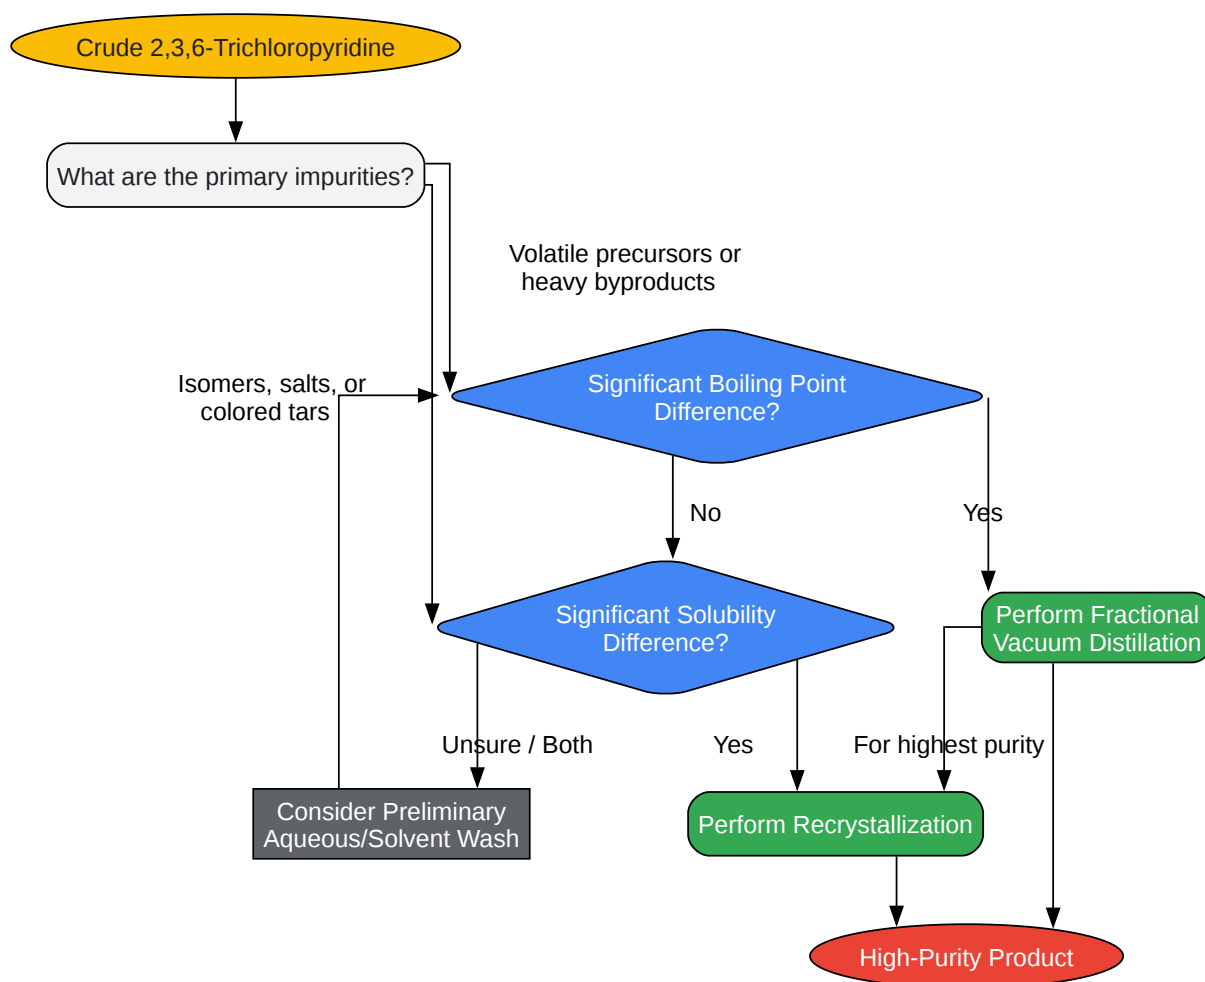 Crude 2,3,6-Trichloropyridine
What are the primary impurities?
Volatile precursors or
heavy byproducts
Isomers, salts, or
colored tars
Significant Boiling Point
Difference?
No
Yes
Significant Solubility
Difference?
Perform Fractional
Vacuum Distillation
Unsure / Both
Yes
For highest purity
Consider Preliminary
Aqueous/Solvent Wash
Perform Recrystallization
High-Purity Product